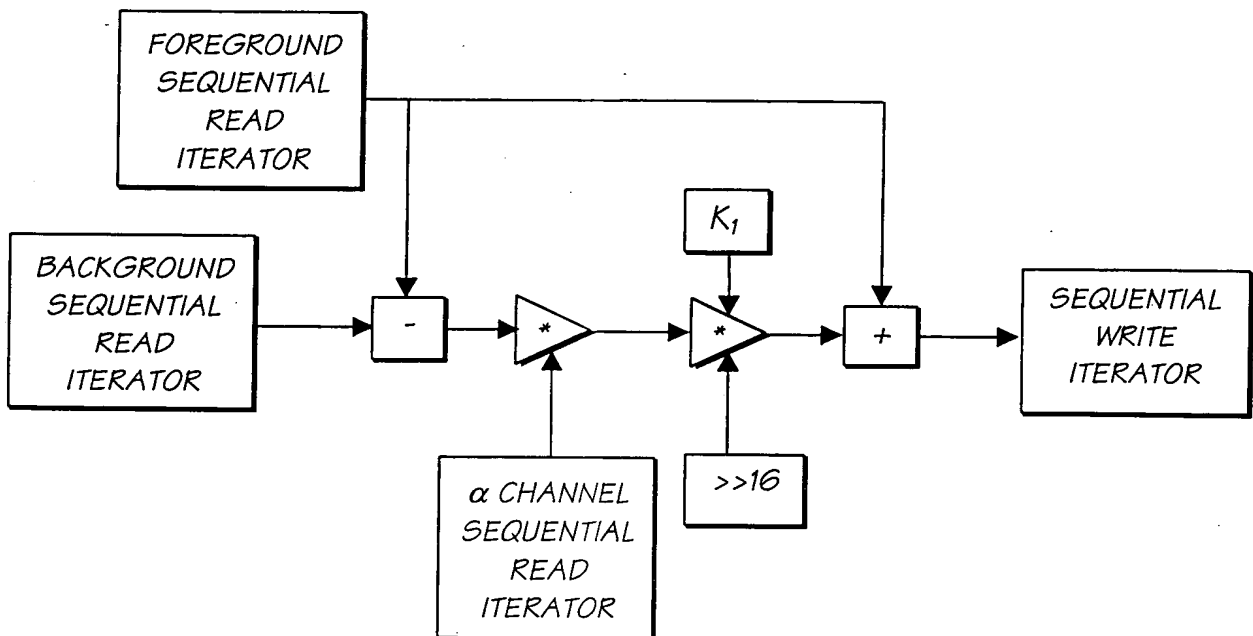 FOREGROUND
SEQUENTIAL
READ
ITERATOR
K₁
BACKGROUND
SEQUENTIAL
READ
ITERATOR
-
*
*
+
SEQUENTIAL
WRITE
ITERATOR
α CHANNEL
SEQUENTIAL
READ
ITERATOR
>>16